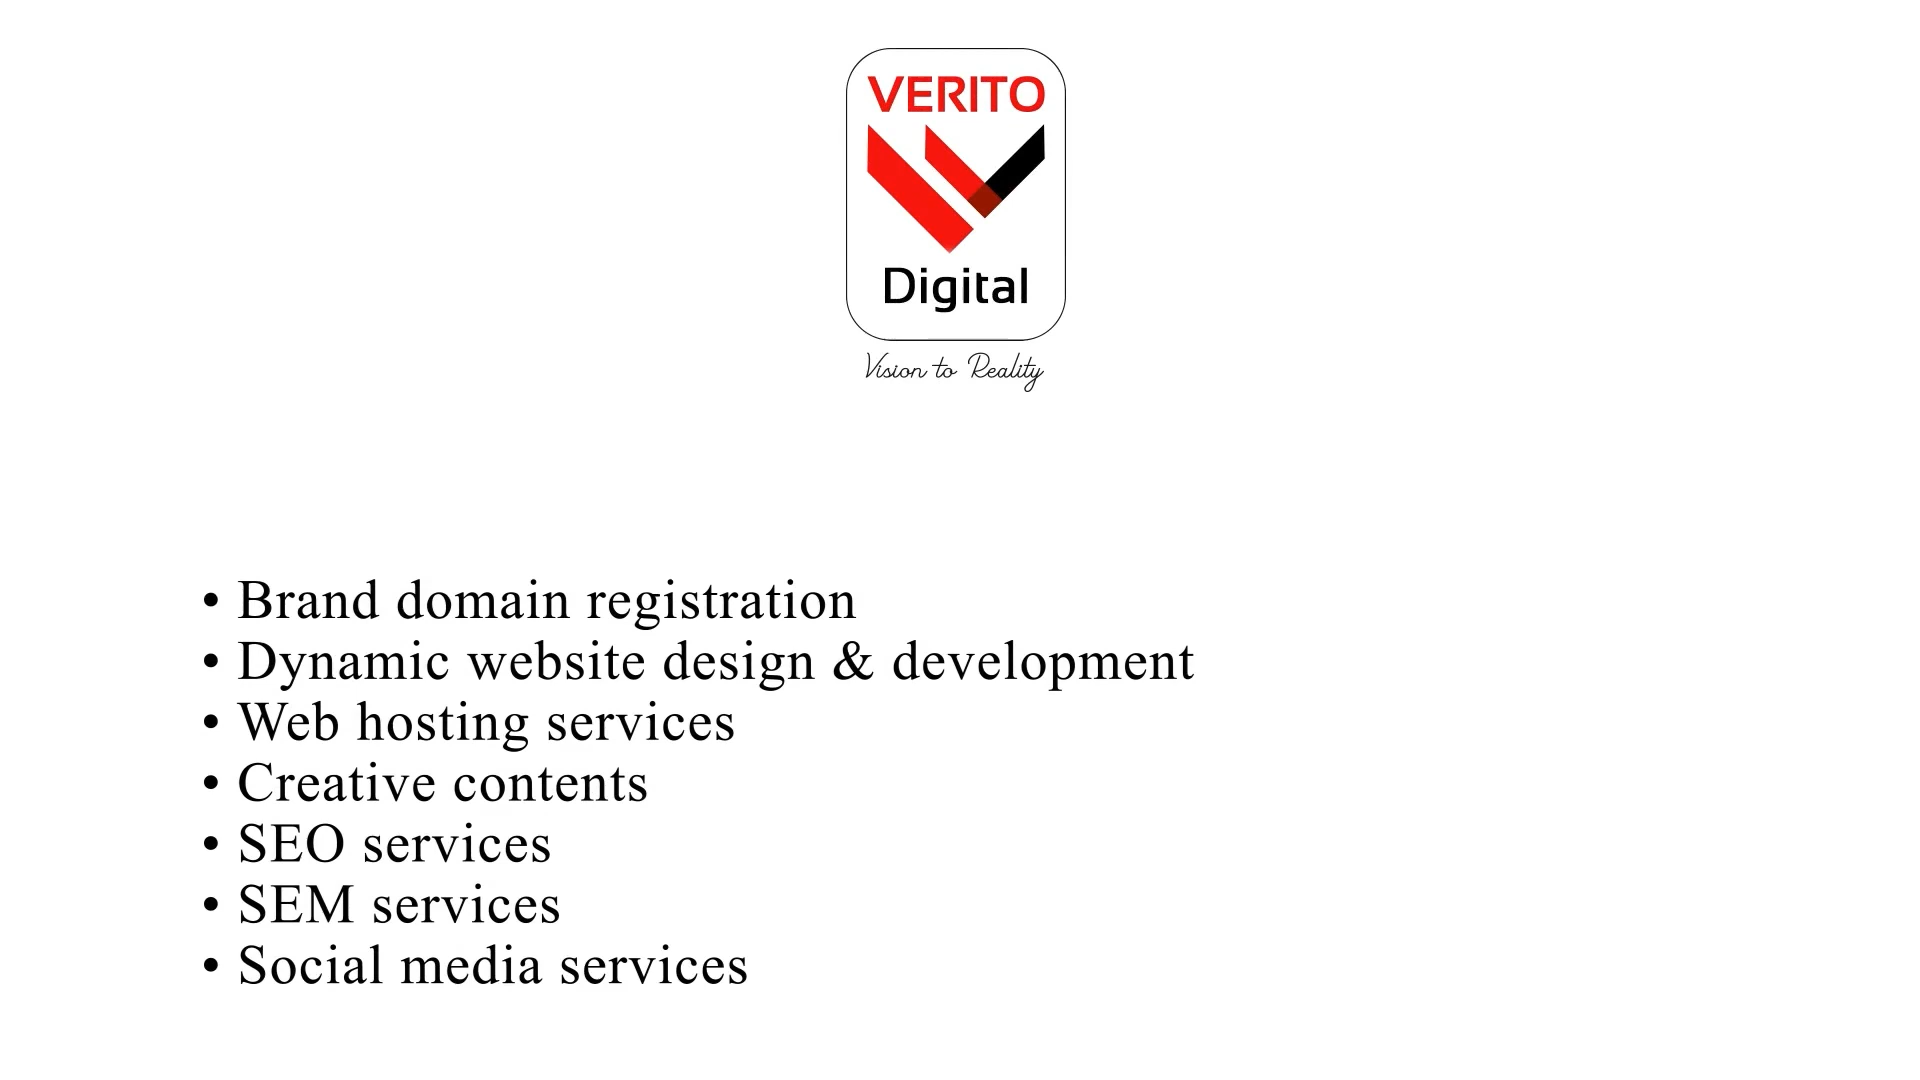 VERITO
Digital
Vision to Reality
• Brand domain registration
• Dynamic website design & development
• Web hosting services
• Creative contents
• SEO services
• SEM services
• Social media services